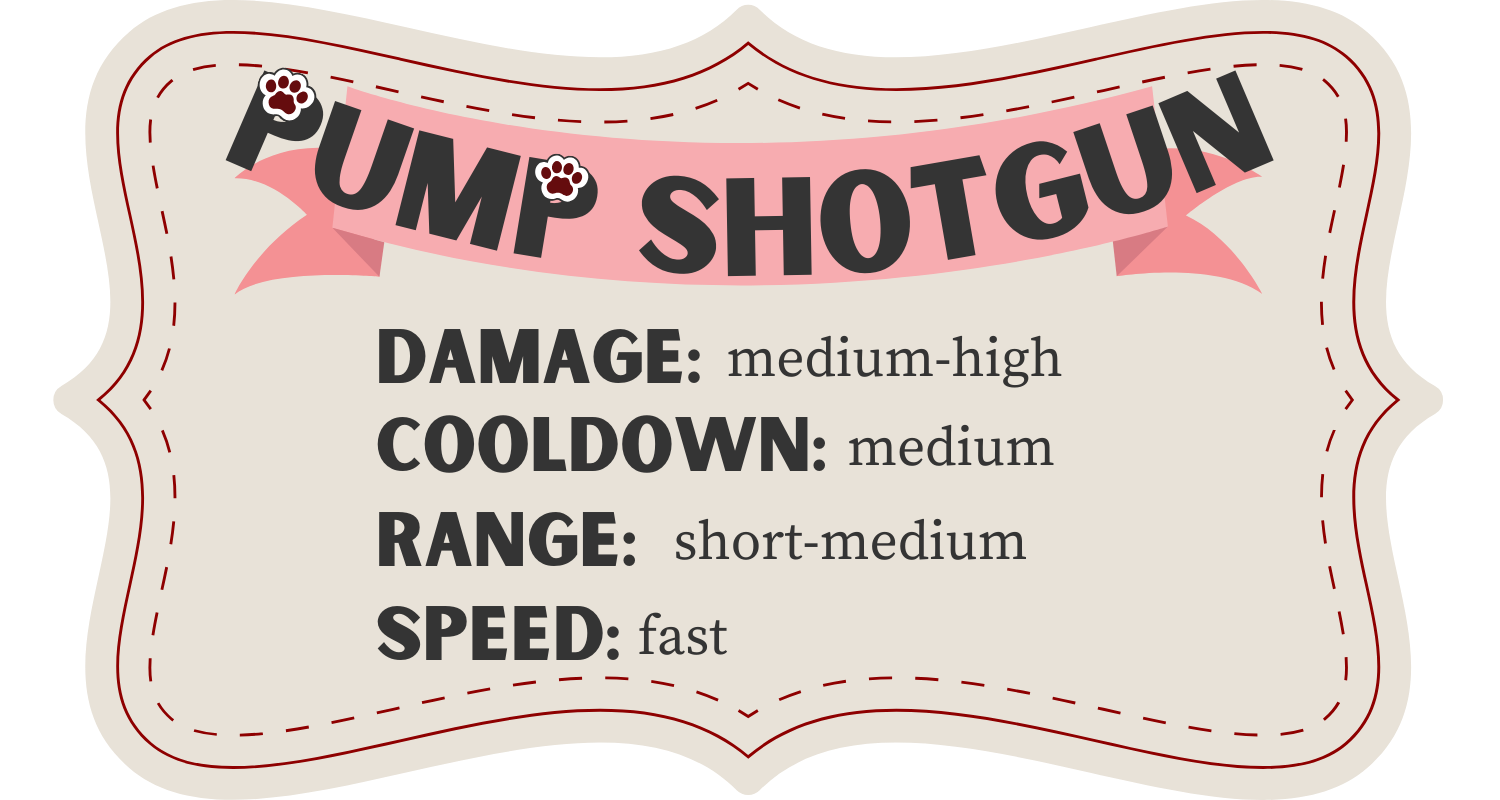 PUMP SHOTGUN
DAMAGE: medium-high
COOLDOWN: medium
RANGE: short-medium
SPEED: fast